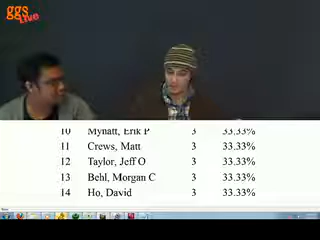 ggs
Live
10 Mynatt, Erik P 3 33.33%
11 Crews, Matt 3 33.33%
12 Taylor, Jeff O 3 33.33%
13 Behl, Morgan C 3 33.33%
14 Ho, David 3 33.33%